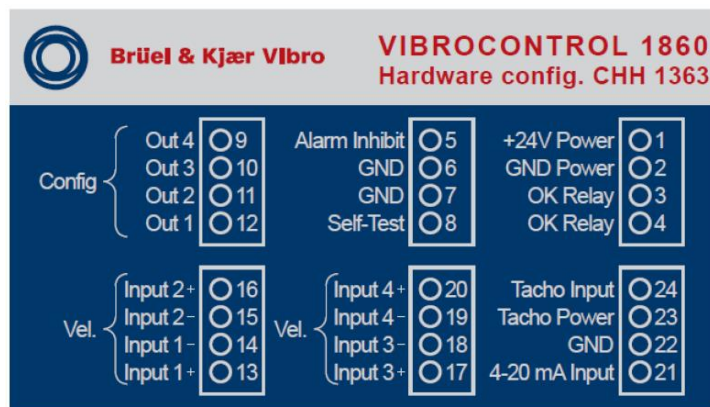 Brüel & Kjær Vibro
VIBROCONTROL 1860
Hardware config. CHH 1363
Config
Out 4 9
Out 3 10
Out 2 11
Out 1 12
Alarm Inhibit 5
GND 6
GND 7
Self-Test 8
+24V Power 1
GND Power 2
OK Relay 3
OK Relay 4
Vel.
Input 2+ 16
Input 2- 15
Input 1- 14
Input 1+ 13
Vel.
Input 4+ 20
Input 4- 19
Input 3- 18
Input 3+ 17
Tacho Input 24
Tacho Power 23
GND 22
4-20 mA Input 21